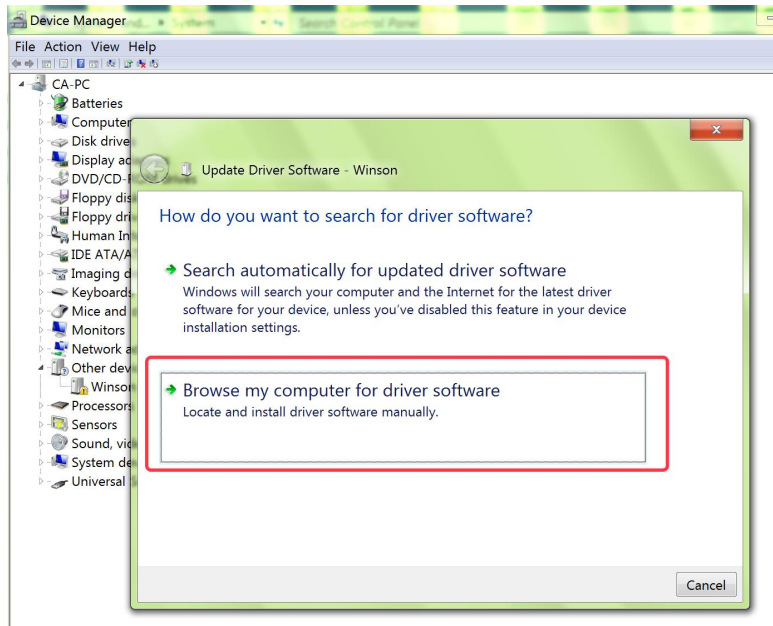 Device Manager
System
Search Control Panel
File Action View Help
CA-PC
Batteries
Computer
Disk drive
Display ad
DVD/CD-R
Floppy dis
Floppy dri
Human In
IDE ATA/A
Imaging d
Keyboards
Mice and
Monitors
Network a
Other dev
Winson
Processors
Sensors
Sound, vid
System de
Universal S
Update Driver Software - Winson
How do you want to search for driver software?
Search automatically for updated driver software
Windows will search your computer and the Internet for the latest driver
software for your device, unless you've disabled this feature in your device
installation settings.
Browse my computer for driver software
Locate and install driver software manually.
Cancel